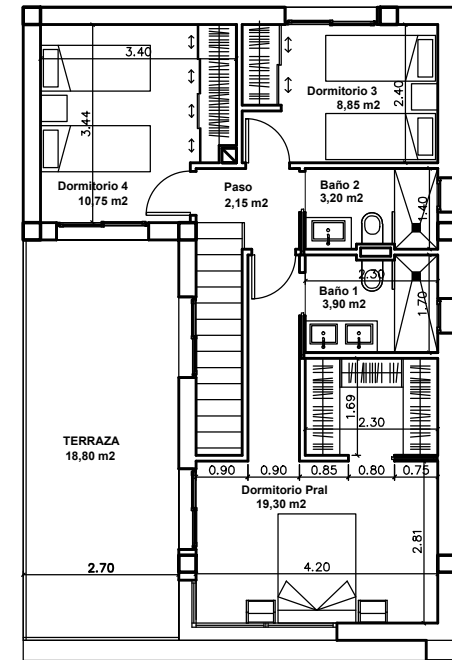 3.40
Dormitorio 3
8,85 m2
2.40
3.44
Dormitorio 4
10,75 m2
Paso
2,15 m2
Baño 2
3,20 m2
1.40
2.30
Baño 1
3,90 m2
1.70
1.69
2.30
TERRAZA
18,80 m2
0.90 0.90 0.85 0.80 0.75
Dormitorio Pral
19,30 m2
2.81
2.70
4.20